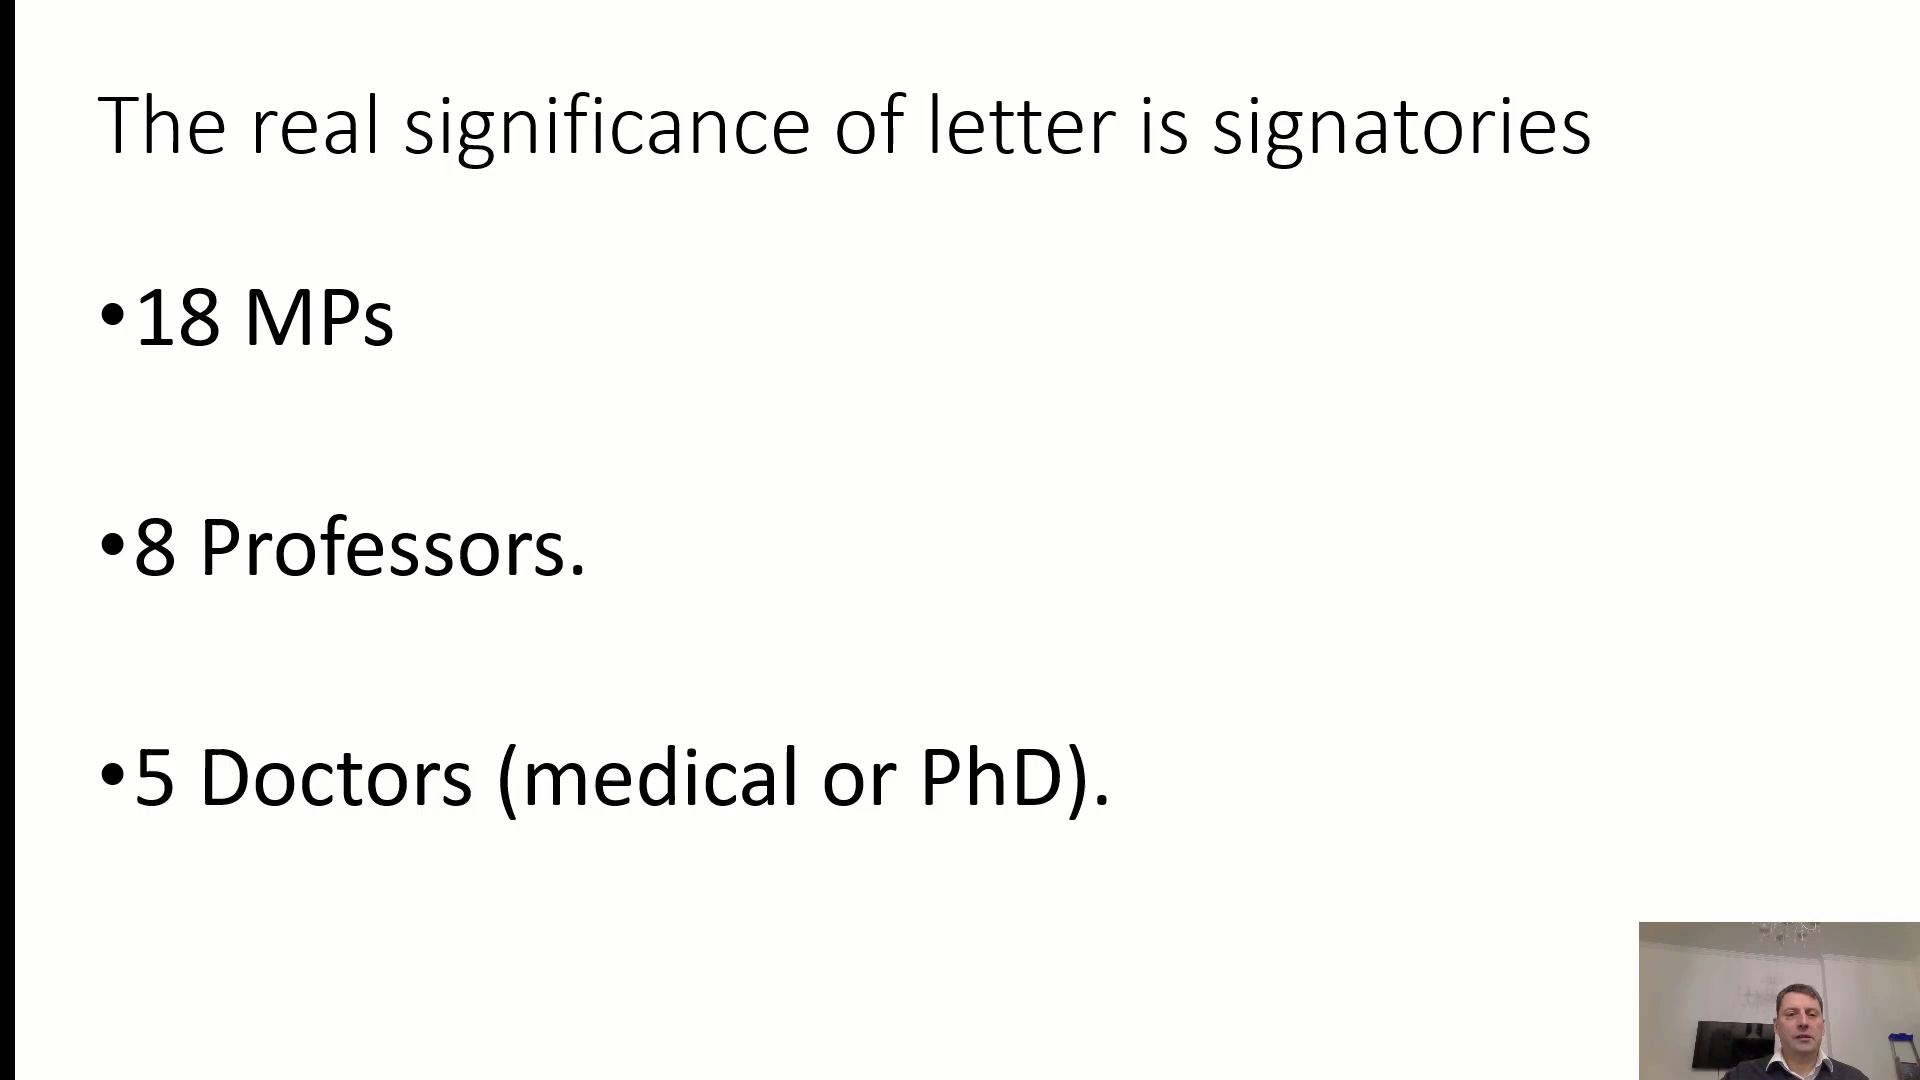 The real significance of letter is signatories
•18 MPs
•8 Professors.
•5 Doctors (medical or PhD).